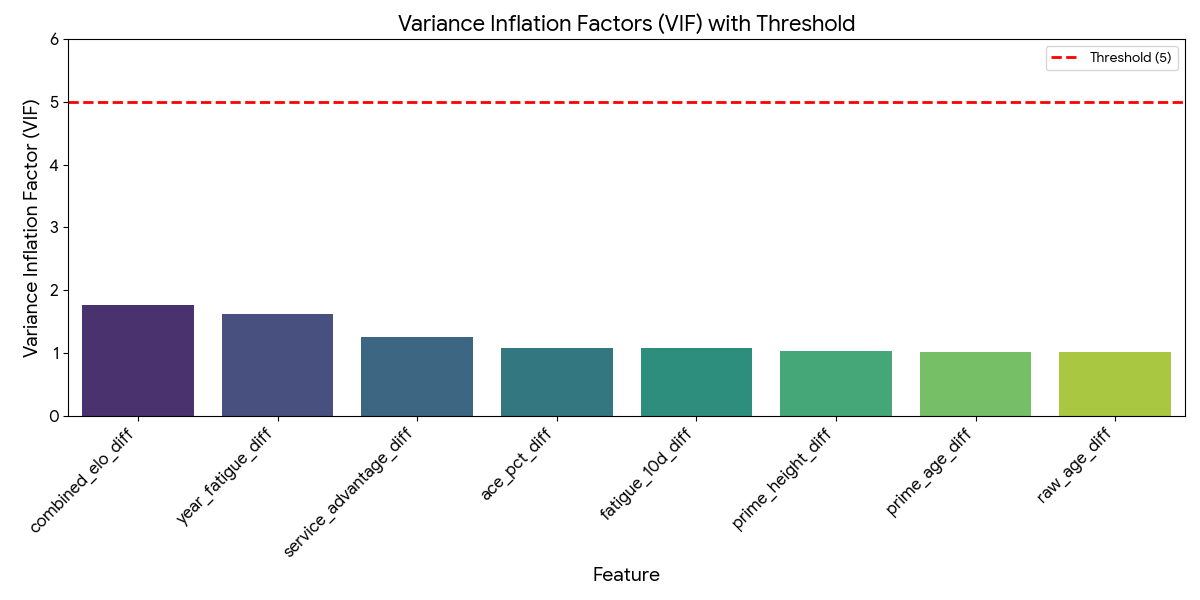 Variance Inflation Factors (VIF) with Threshold
Threshold (5)
Variance Inflation Factor (VIF)
6
5
4
3
2
1
0
combined_elo_diff
year_fatigue_diff
service_advantage_diff
ace_pct_diff
fatigue_10d_diff
prime_height_diff
prime_age_diff
raw_age_diff
Feature